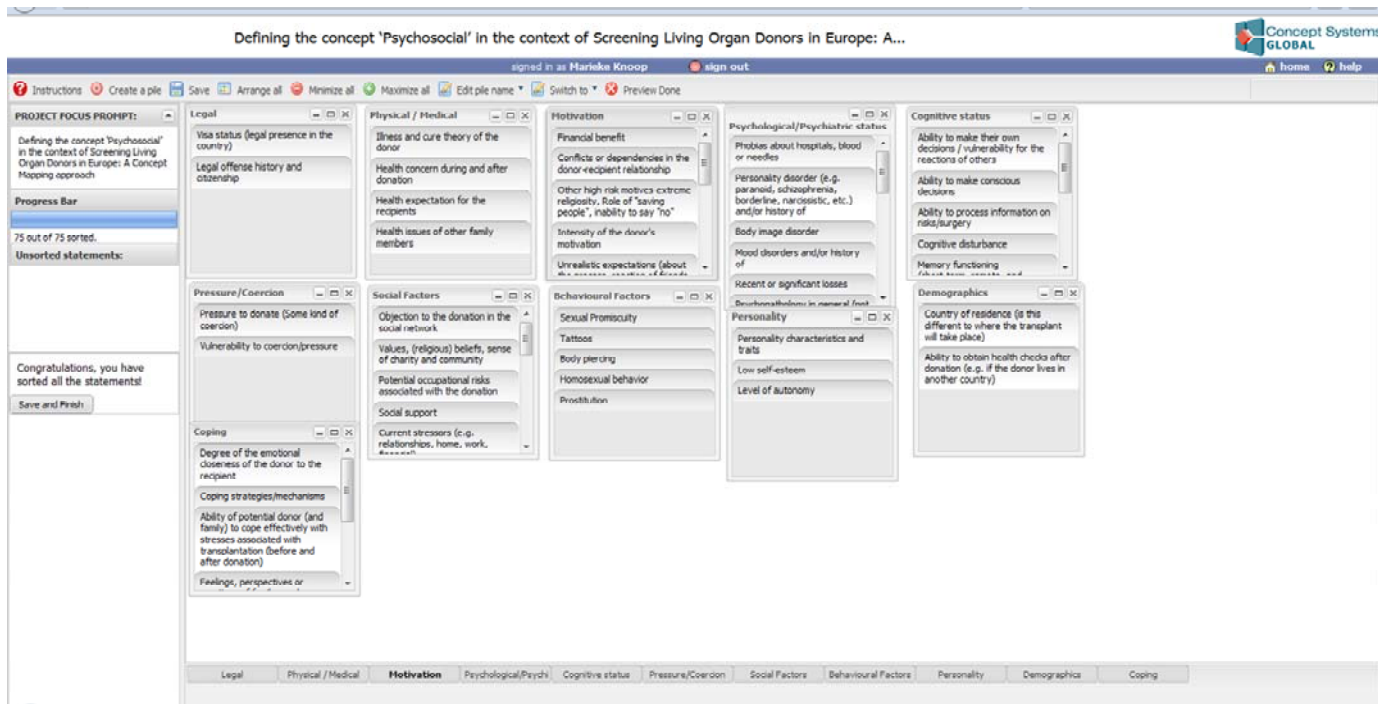 Defining the concept 'Psychosocial' in the context of Screening Living Organ Donors in Europe: A...
Concept Systems
GLOBAL
signed in as Marieke Knoop
sign out
home
help
Instructions
Create a pile
Save
Arrange all
Minimize all
Maximize all
Edit pile name
Switch to
Preview Done
PROJECT FOCUS PROMPT:
Defining the concept 'Psychosocial'
in the context of Screening Living
Organ Donors in Europe: A Concept
Mapping approach
Progress Bar
75 out of 75 sorted.
Unsorted statements:
Congratulations, you have
sorted all the statements!
Save and Finish
Legal
Visa status (legal presence in the
country)
Legal offense history and
citizenship
Physical / Medical
Illness and cure theory of the
donor
Health concern during and after
donation
Health expectation for the
recipients
Health issues of other family
members
Motivation
Financial benefit
Conflicts or dependencies in the
donor-recipient relationship
Other high risk motives extreme
religiosity, Role of "saving
people", inability to say "no"
Intensity of the donor's
motivation
Unrealistic expectations (about
Psychological/Psychiatric status
Phobias about hospitals, blood
or needles
Personality disorder (e.g.
paranoid, schizophrenia,
borderline, narcissistic, etc.)
and/or history of
Body image disorder
Mood disorders and/or history
of
Recent or significant losses
Psychopathology in general (not
Cognitive status
Ability to make their own
decisions / vulnerability for the
reactions of others
Ability to make conscious
decisions
Ability to process information on
risks/surgery
Cognitive disturbance
Memory functioning
Pressure/Coercion
Pressure to donate (Some kind of
coercion)
Vulnerability to coercion/pressure
Social Factors
Objection to the donation in the
social network
Values, (religious) beliefs, sense
of charity and community
Potential occupational risks
associated with the donation
Social support
Current stressors (e.g.
relationships, home, work,
Behavioural Factors
Sexual Promiscuity
Tattoos
Body piercing
Homosexual behavior
Prostitution
Personality
Personality characteristics and
traits
Low self-esteem
Level of autonomy
Demographics
Country of residence (is this
different to where the transplant
will take place)
Ability to obtain health checks after
donation (e.g. if the donor lives in
another country)
Coping
Degree of the emotional
closeness of the donor to the
recipient
Coping strategies/mechanisms
Ability of potential donor (and
family) to cope effectively with
stresses associated with
transplantation (before and
after donation)
Feelings, perspectives or
Legal
Physical / Medical
Motivation
Psychological/Psychi
Cognitive status
Pressure/Coercion
Social Factors
Behavioural Factors
Personality
Demographics
Coping